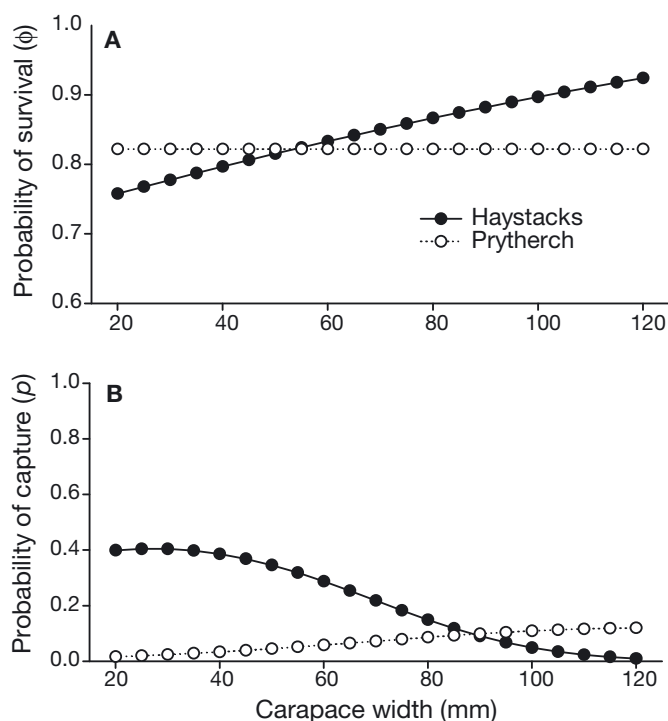 A
Probability of survival (ϕ)
1.0
0.9
0.8
0.7
0.6
Haystacks
Prytherch
20 40 60 80 100 120
B
Probability of capture (p)
1.0
0.8
0.6
0.4
0.2
0.0
20 40 60 80 100 120
Carapace width (mm)